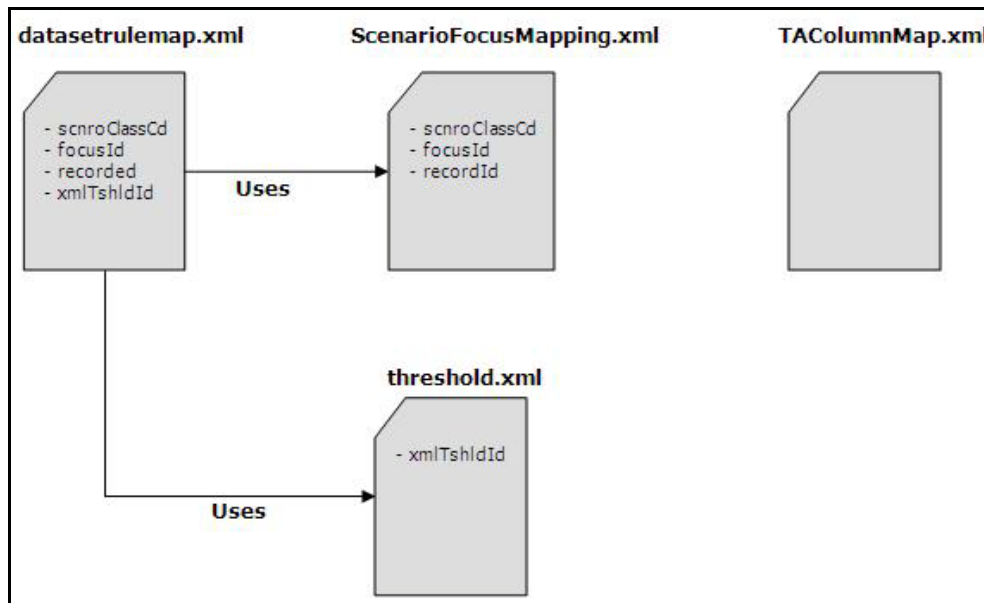 datasetrulemap.xml
ScenarioFocusMapping.xml
TAColumnMap.xml
- scnroClassCd
- focusId
- recorded
- xmlTshldId
- scnroClassCd
- focusId
- recordId
Uses
threshold.xml
- xmlTshldId
Uses